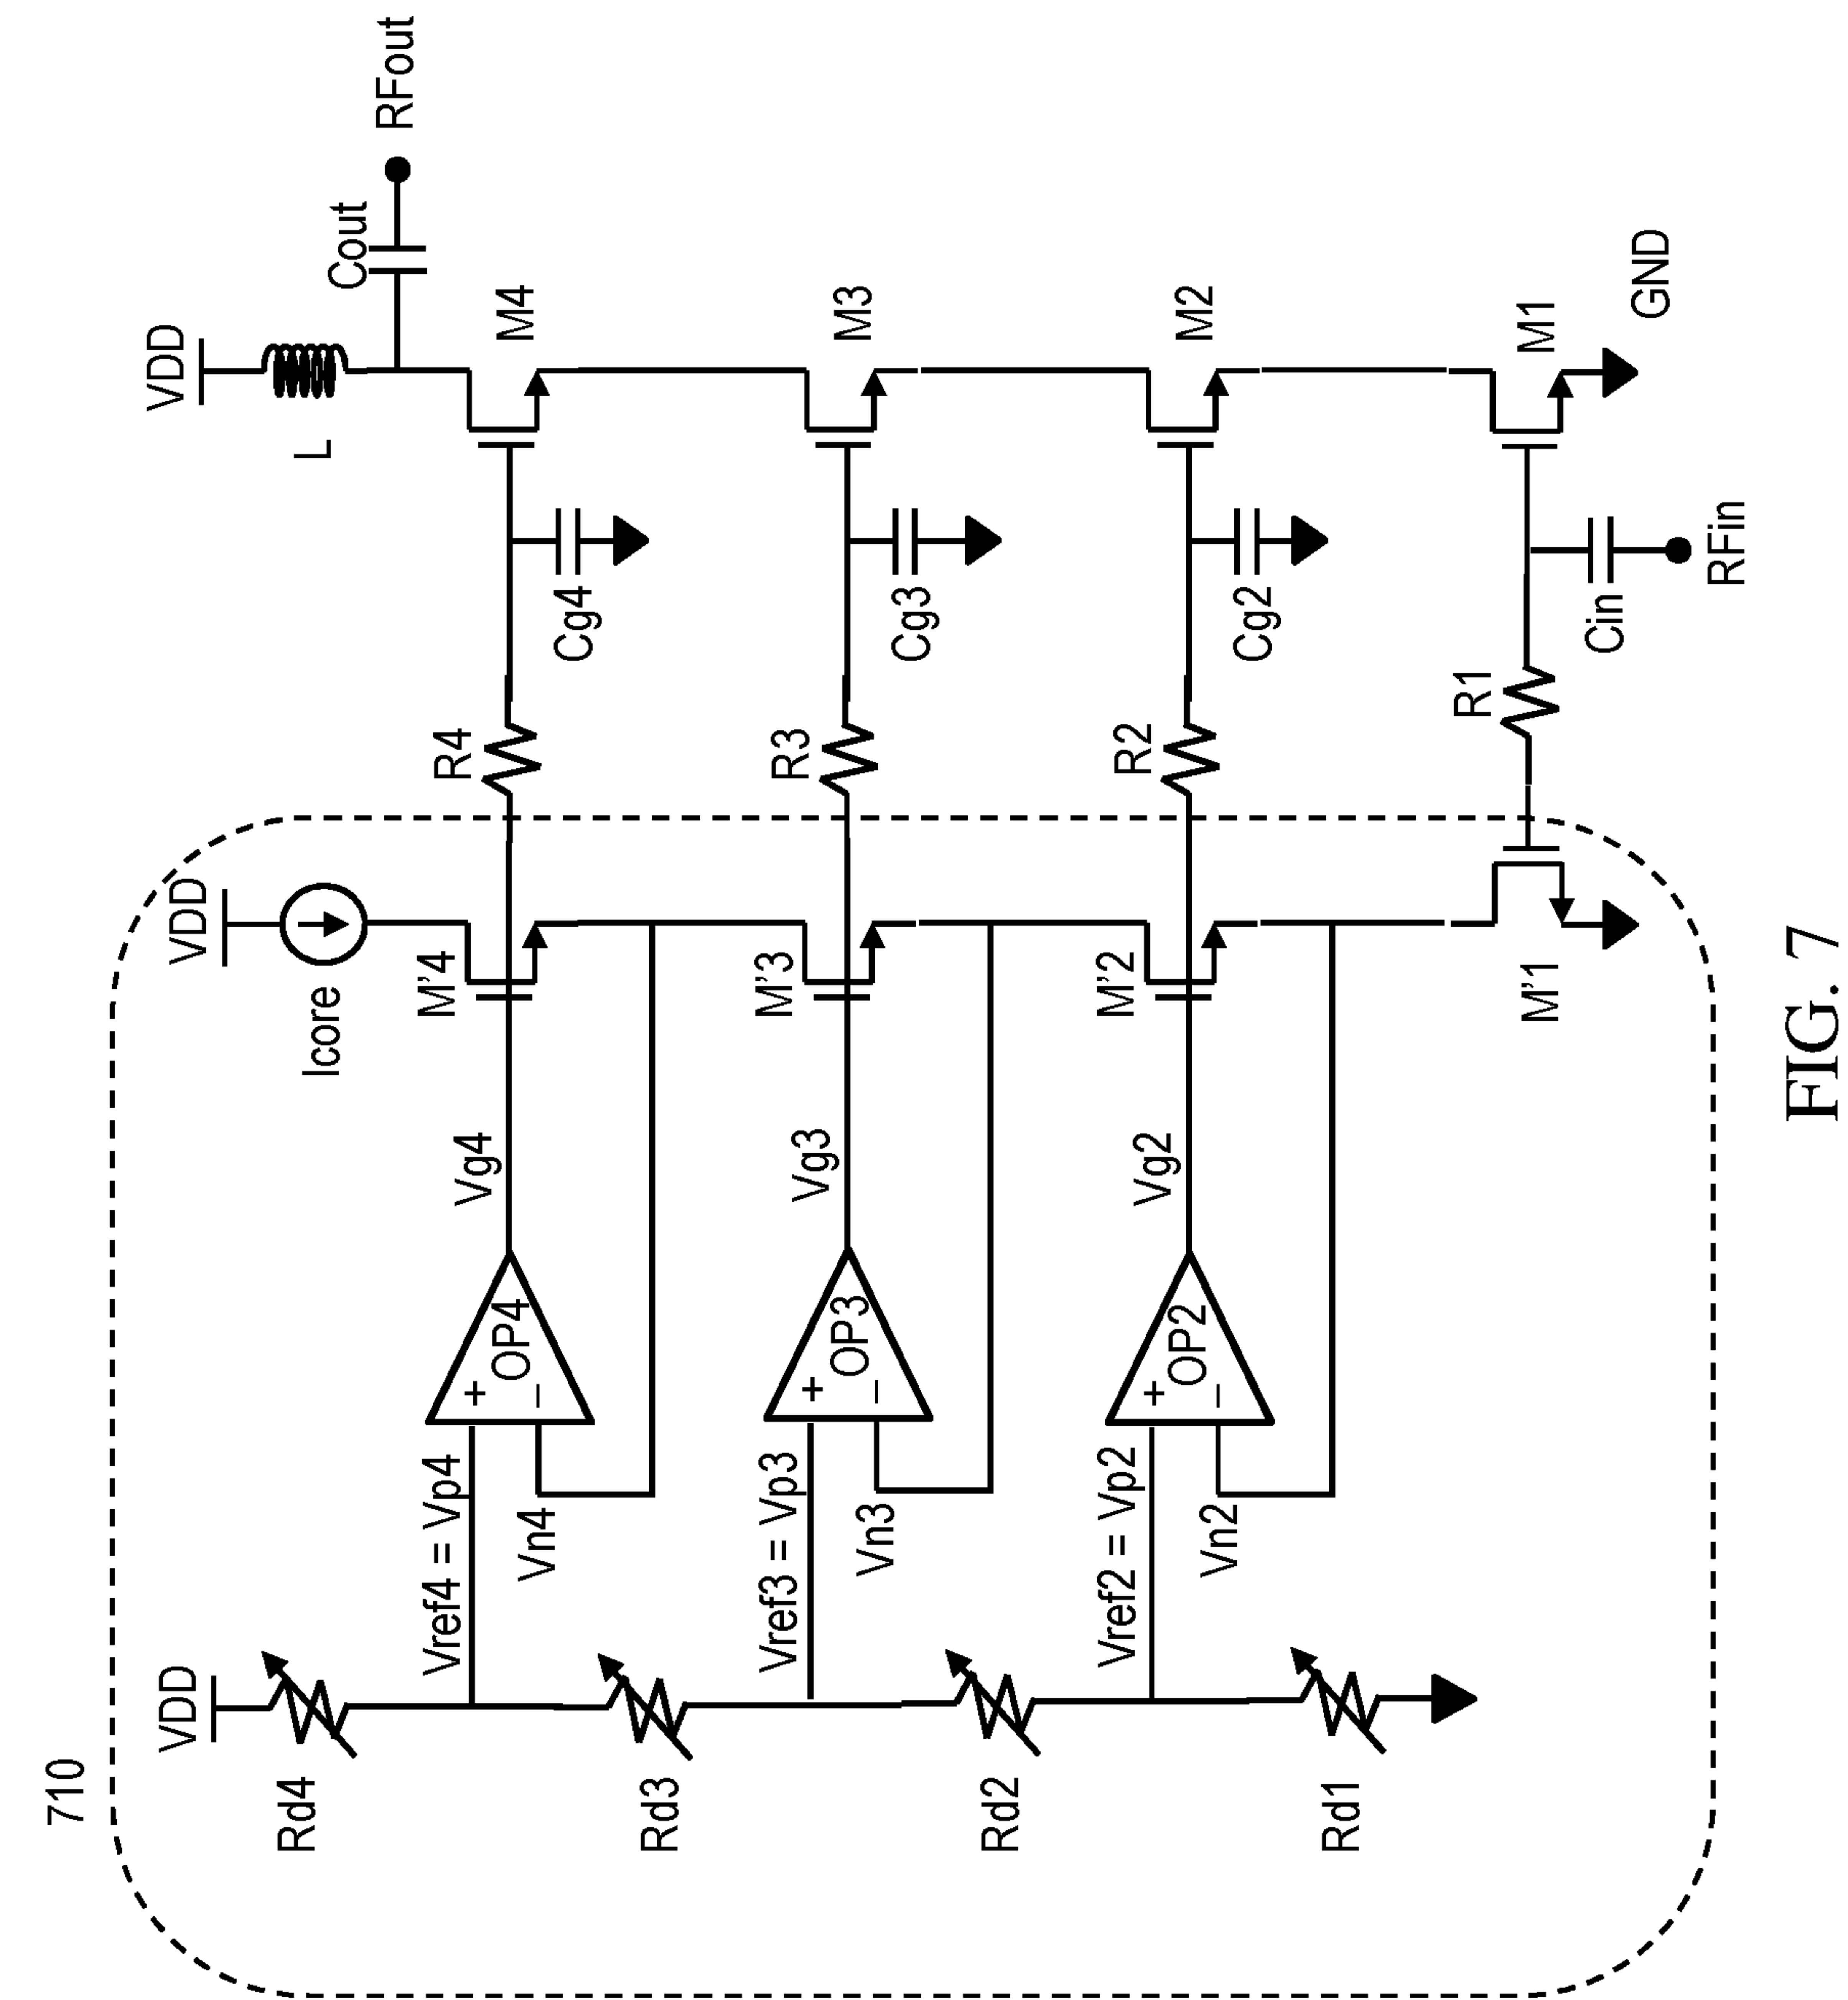 710
VDD
Rd4
Rd3
Rd2
Rd1
Vref4 = Vp4
Vn4
Vref3 = Vp3
Vn3
Vref2 = Vp2
Vn2
+
OP4
−
+
OP3
−
+
OP2
−
Vg4
Vg3
Vg2
VDD
Icore
M'4
M'3
M'2
M'1
R4
R3
R2
R1
Cg4
Cg3
Cg2
Cin
RFin
VDD
L
Cout
RFout
M4
M3
M2
M1
GND
FIG. 7